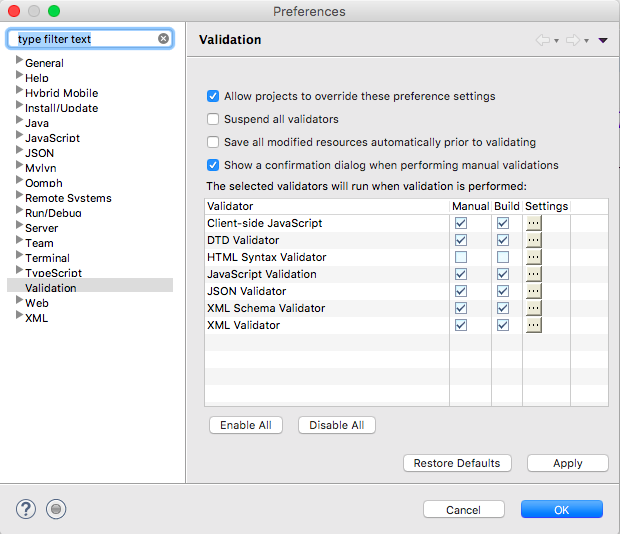 Preferences
type filter text
Validation
General
Help
Hybrid Mobile
Install/Update
Java
JavaScript
JSON
Mylyn
Oomph
Remote Systems
Run/Debug
Server
Team
Terminal
TypeScript
Validation
Web
XML
Allow projects to override these preference settings
Suspend all validators
Save all modified resources automatically prior to validating
Show a confirmation dialog when performing manual validations
The selected validators will run when validation is performed:
Validator Manual Build Settings
Client-side JavaScript ...
DTD Validator ...
HTML Syntax Validator ...
JavaScript Validation ...
JSON Validator ...
XML Schema Validator ...
XML Validator ...
Enable All Disable All
Restore Defaults Apply
? Cancel OK